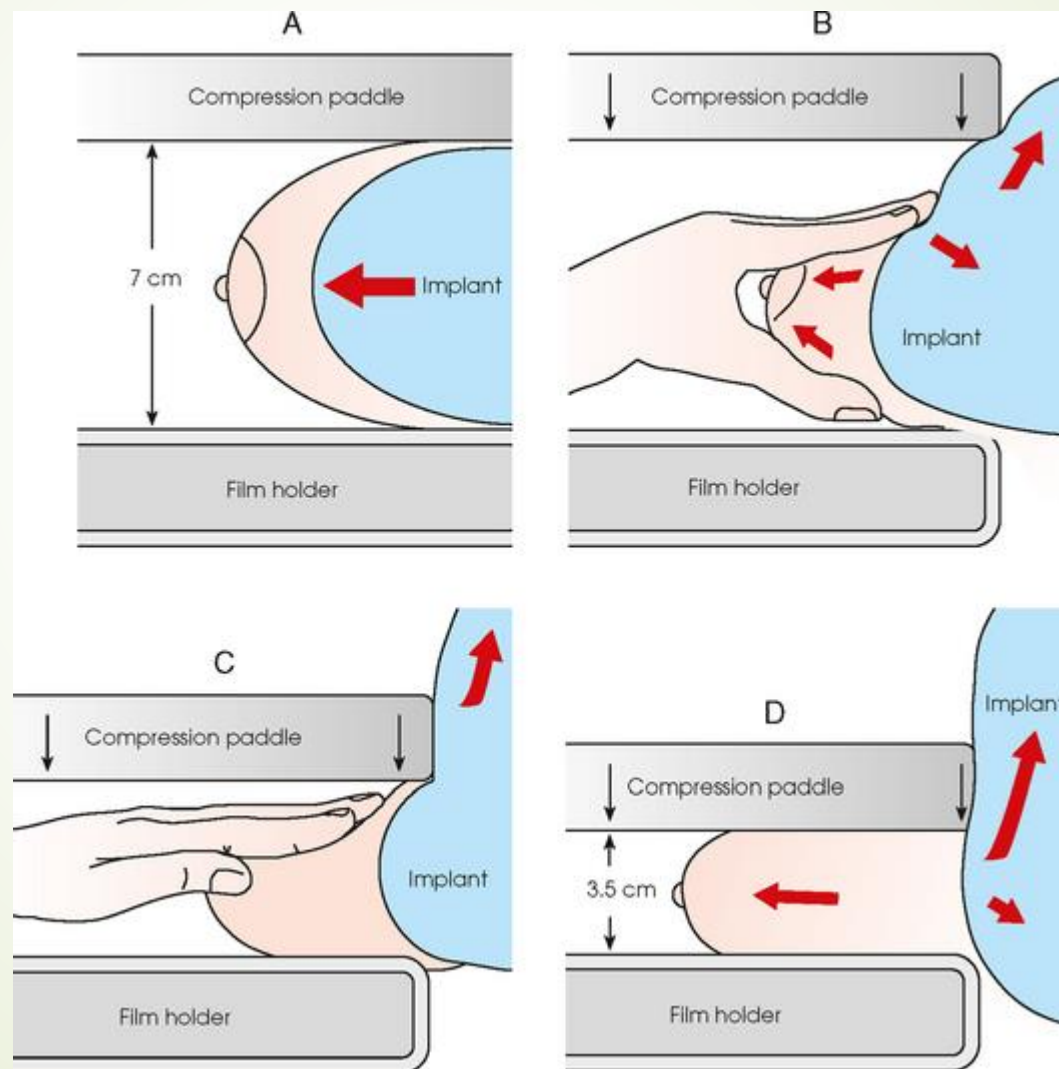 A
Compression paddle
7 cm
Implant
Film holder
B
Compression paddle
Implant
Film holder
C
Compression paddle
Implant
Film holder
D
Implant
Compression paddle
3.5 cm
Film holder